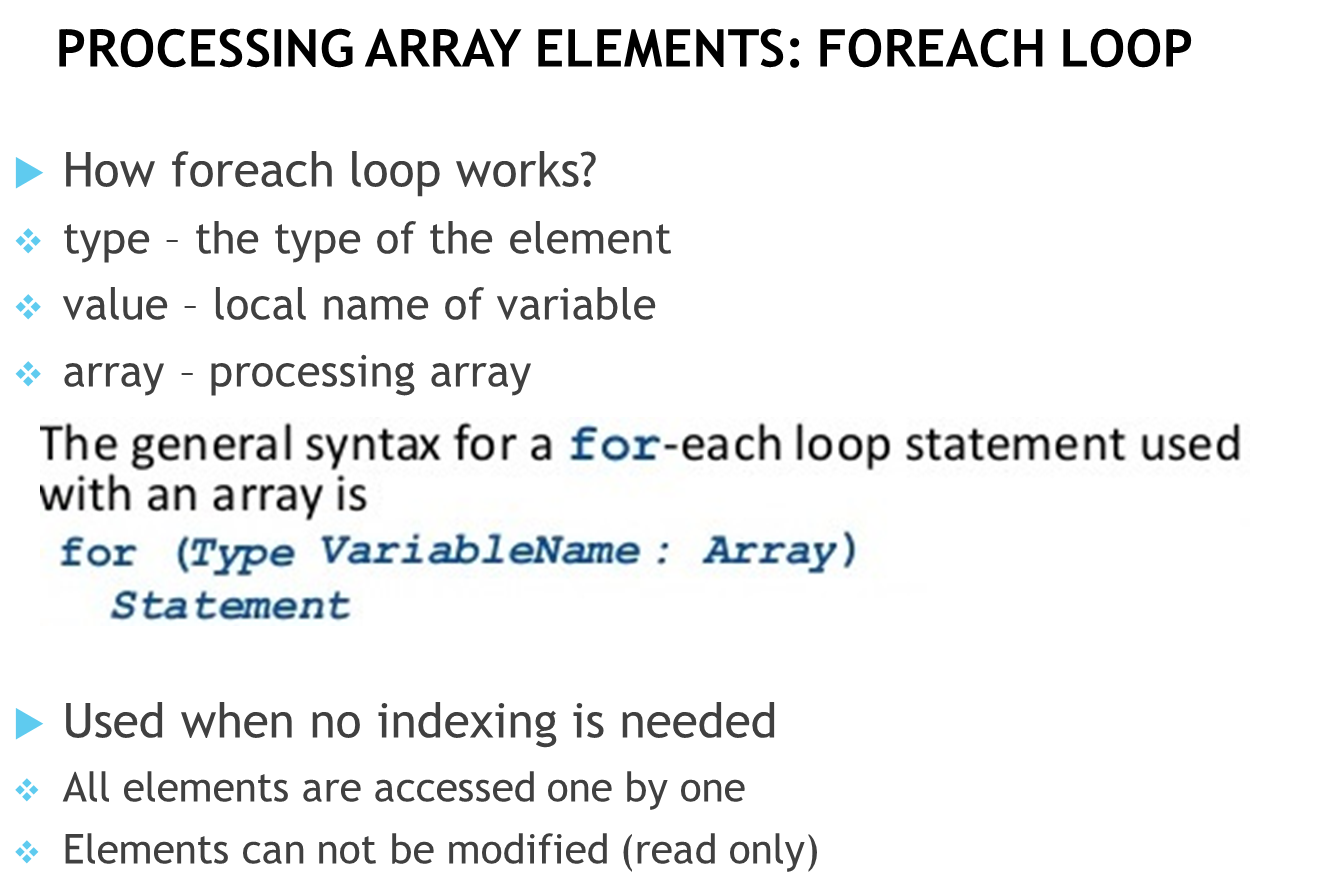 PROCESSING ARRAY ELEMENTS: FOREACH LOOP
How foreach loop works?
type – the type of the element
value – local name of variable
array – processing array
The general syntax for a for-each loop statement used
with an array is
for (Type VariableName : Array)
Statement
Used when no indexing is needed
All elements are accessed one by one
Elements can not be modified (read only)